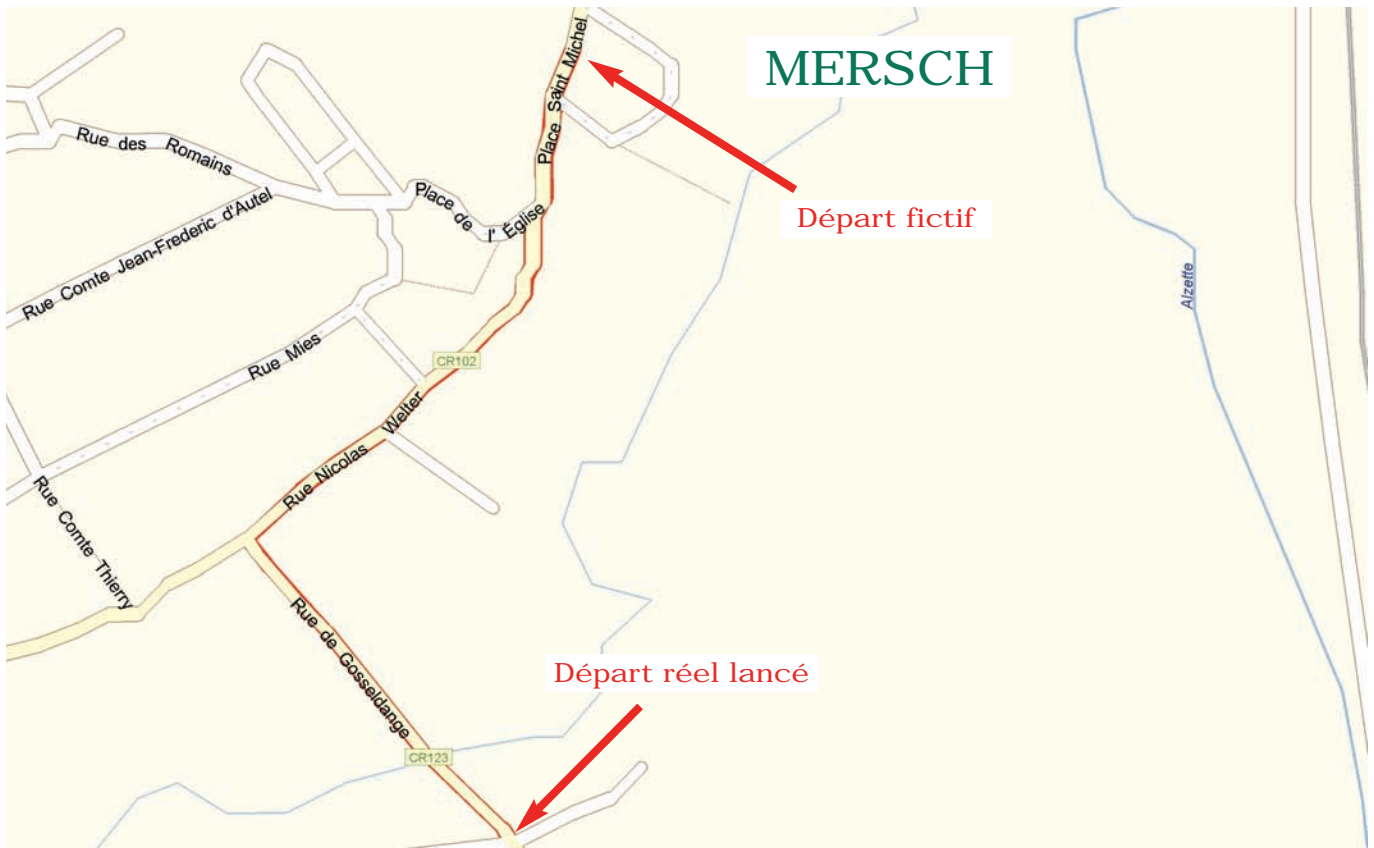 MERSCH
Place Saint Michel
Rue des Romains
Place de l' Église
Départ fictif
Rue Comte Jean-Frederic d'Autel
Alzette
Rue Mies
CR102
Rue Nicolas Welter
Rue Comte Thierry
Rue de Gosseldange
Départ réel lancé
CR123